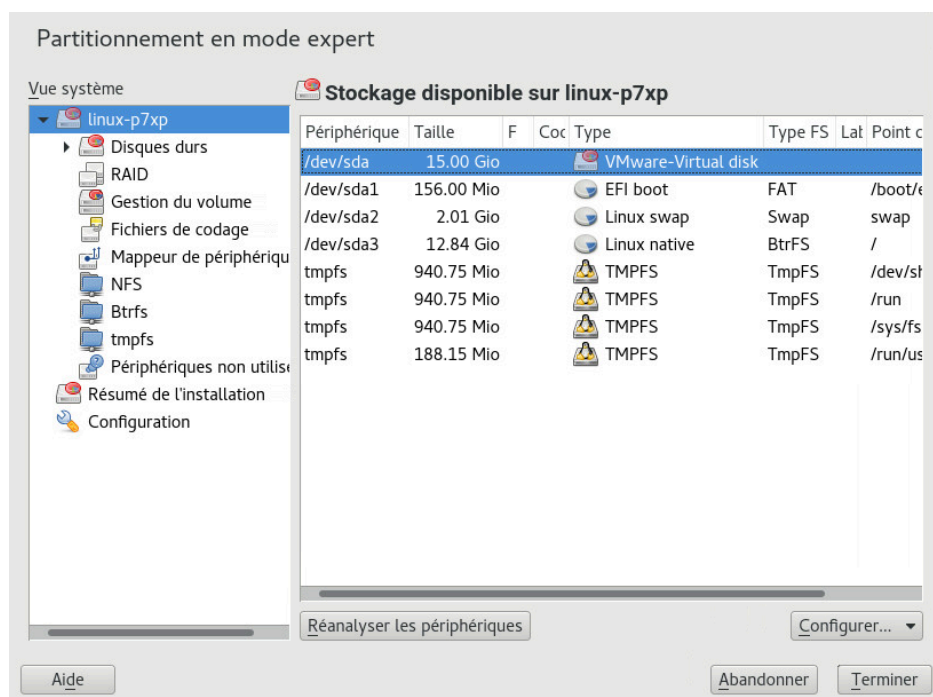 Partitionnement en mode expert
Vue système
linux-p7xp
Disques durs
RAID
Gestion du volume
Fichiers de codage
Mappeur de périphériqu
NFS
Btrfs
tmpfs
Périphériques non utilise
Résumé de l'installation
Configuration
Stockage disponible sur linux-p7xp
Périphérique Taille F Coc Type Type FS Lat Point c
/dev/sda 15.00 Gio VMware-Virtual disk
/dev/sda1 156.00 Mio EFI boot FAT /boot/e
/dev/sda2 2.01 Gio Linux swap Swap swap
/dev/sda3 12.84 Gio Linux native BtrFS /
tmpfs 940.75 Mio TMPFS TmpFS /dev/sh
tmpfs 940.75 Mio TMPFS TmpFS /run
tmpfs 940.75 Mio TMPFS TmpFS /sys/fs
tmpfs 188.15 Mio TMPFS TmpFS /run/us
Réanalyser les périphériques Configurer...
Aide Abandonner Terminer